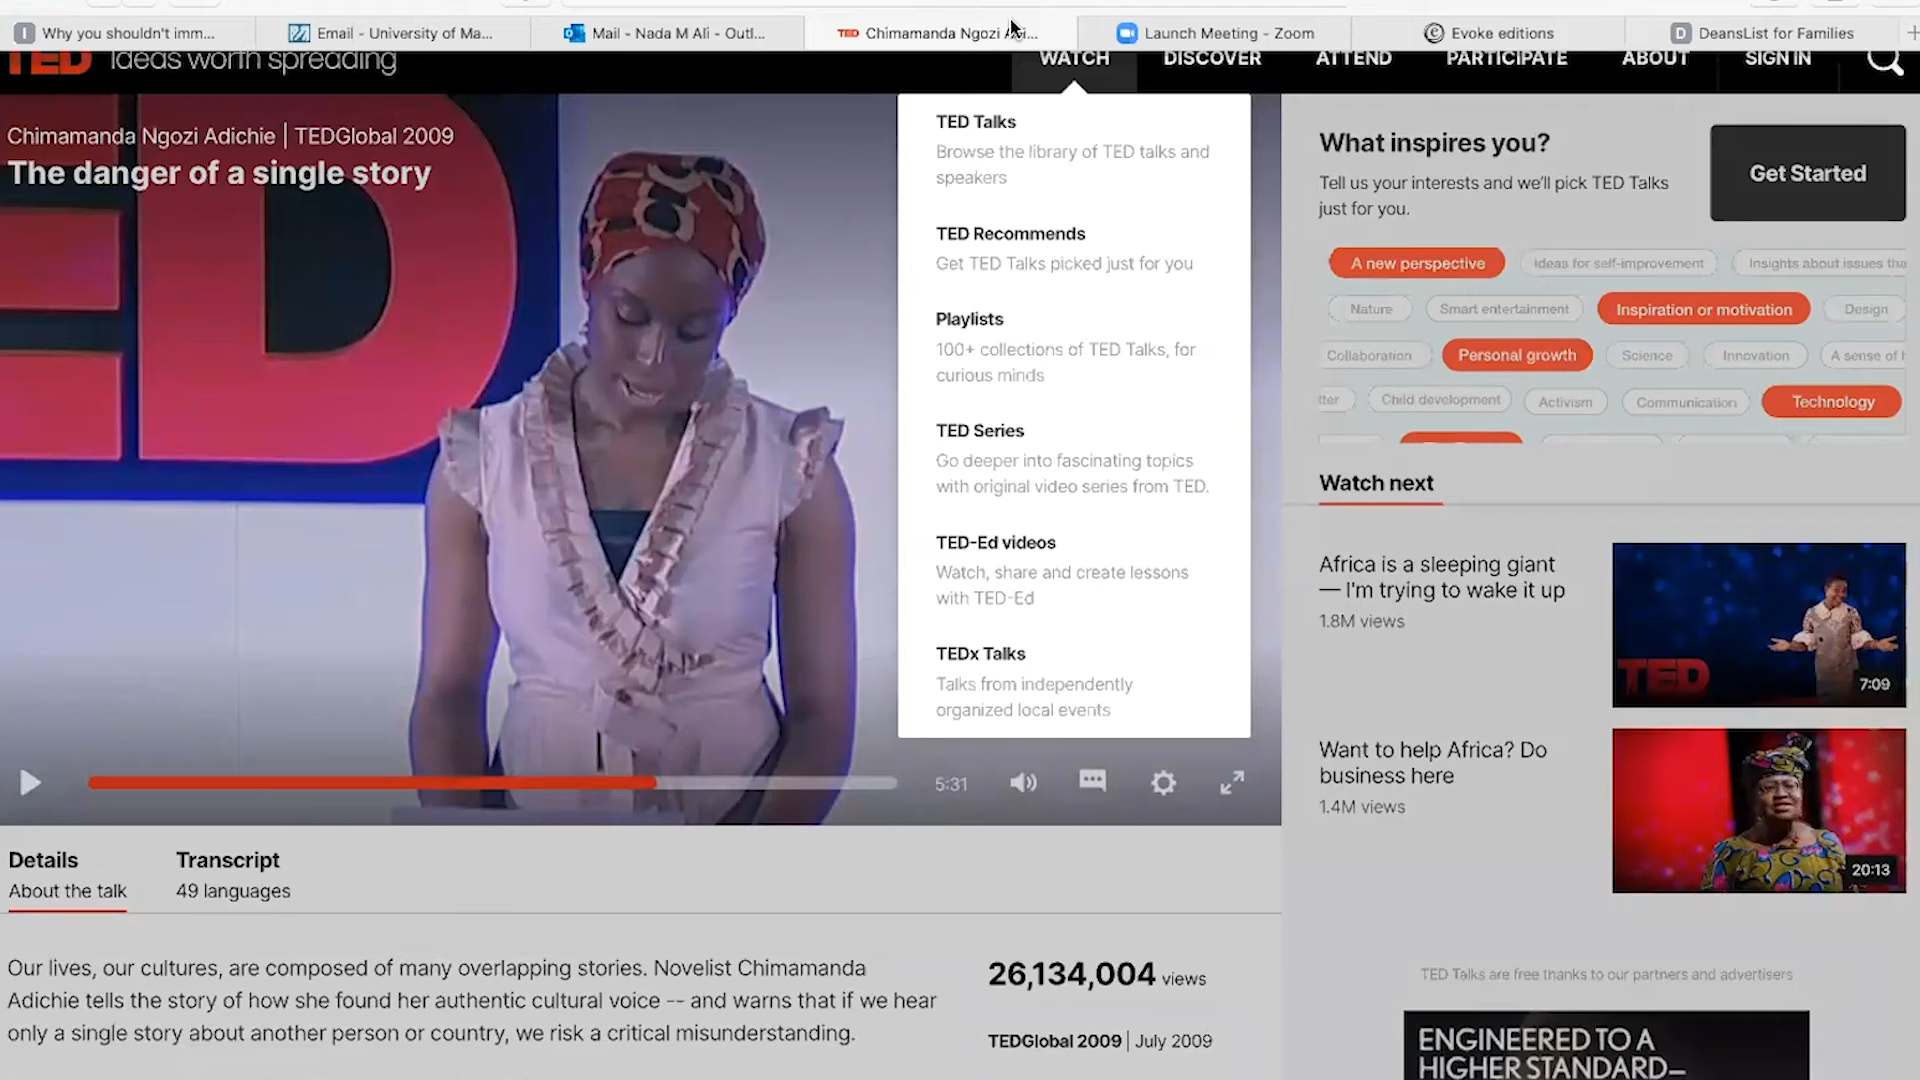 Why you shouldn't imm...
Email - University of Ma...
Mail - Nada M Ali - Outl...
TED Chimamanda Ngozi Adi...
Launch Meeting - Zoom
Evoke editions
D DeansList for Families
TED Ideas worth spreading
WATCH
DISCOVER
ATTEND
PARTICIPATE
ABOUT
SIGN IN
Chimamanda Ngozi Adichie | TEDGlobal 2009
The danger of a single story
TED Talks
Browse the library of TED talks and
speakers
TED Recommends
Get TED Talks picked just for you
Playlists
100+ collections of TED Talks, for
curious minds
TED Series
Go deeper into fascinating topics
with original video series from TED.
TED-Ed videos
Watch, share and create lessons
with TED-Ed
TEDx Talks
Talks from independently
organized local events
5:31
What inspires you?
Tell us your interests and we'll pick TED Talks
just for you.
Get Started
A new perspective
Ideas for self-improvement
Insights about issues tha
Nature
Smart entertainment
Inspiration or motivation
Design
Collaboration
Personal growth
Science
Innovation
A sense of h
Child development
Activism
Communication
Technology
Watch next
Africa is a sleeping giant
— I'm trying to wake it up
1.8M views
TED
7:09
Want to help Africa? Do
business here
1.4M views
20:13
Details
About the talk
Transcript
49 languages
Our lives, our cultures, are composed of many overlapping stories. Novelist Chimamanda
Adichie tells the story of how she found her authentic cultural voice -- and warns that if we hear
only a single story about another person or country, we risk a critical misunderstanding.
26,134,004 views
TEDGlobal 2009 | July 2009
TED Talks are free thanks to our partners and advertisers
ENGINEERED TO A
HIGHER STANDARD—